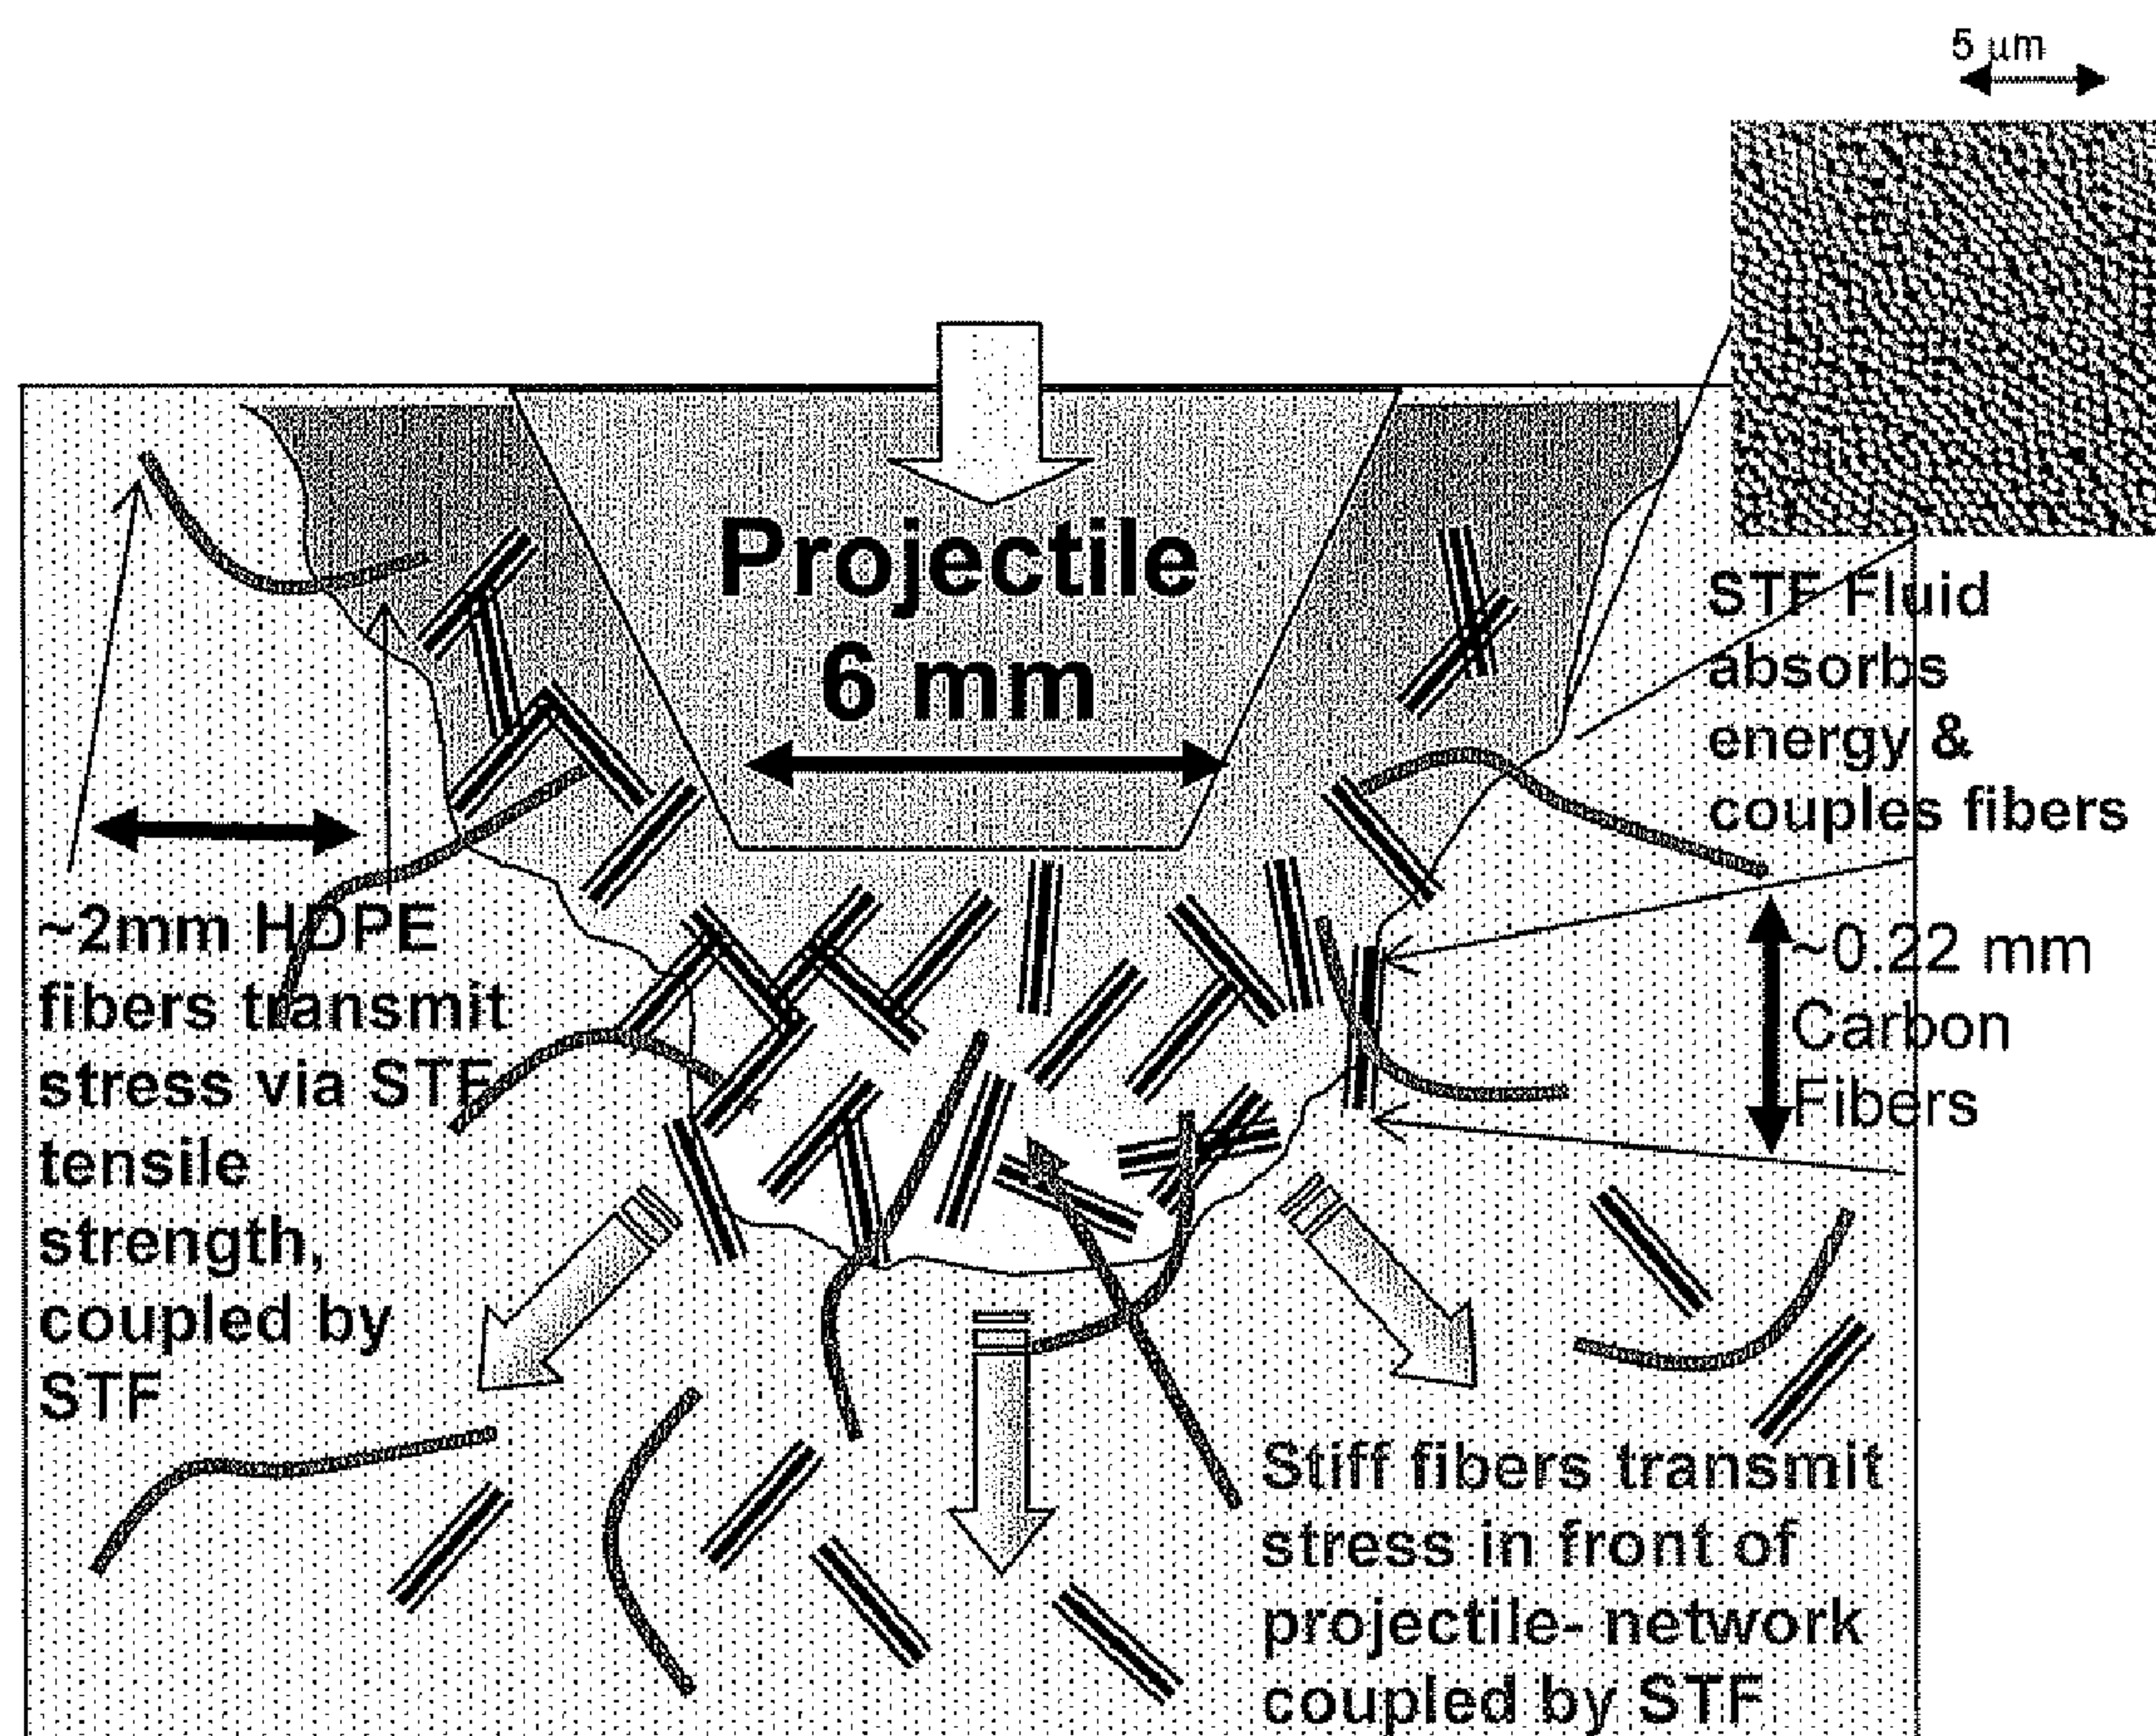 5 µm
Projectile
6 mm
STF Fluid
absorbs
energy &
couples fibers
~2mm HDPE
fibers transmit
stress via STF
tensile
strength,
coupled by
STF
~0.22 mm
Carbon
Fibers
Stiff fibers transmit
stress in front of
projectile- network
coupled by STF